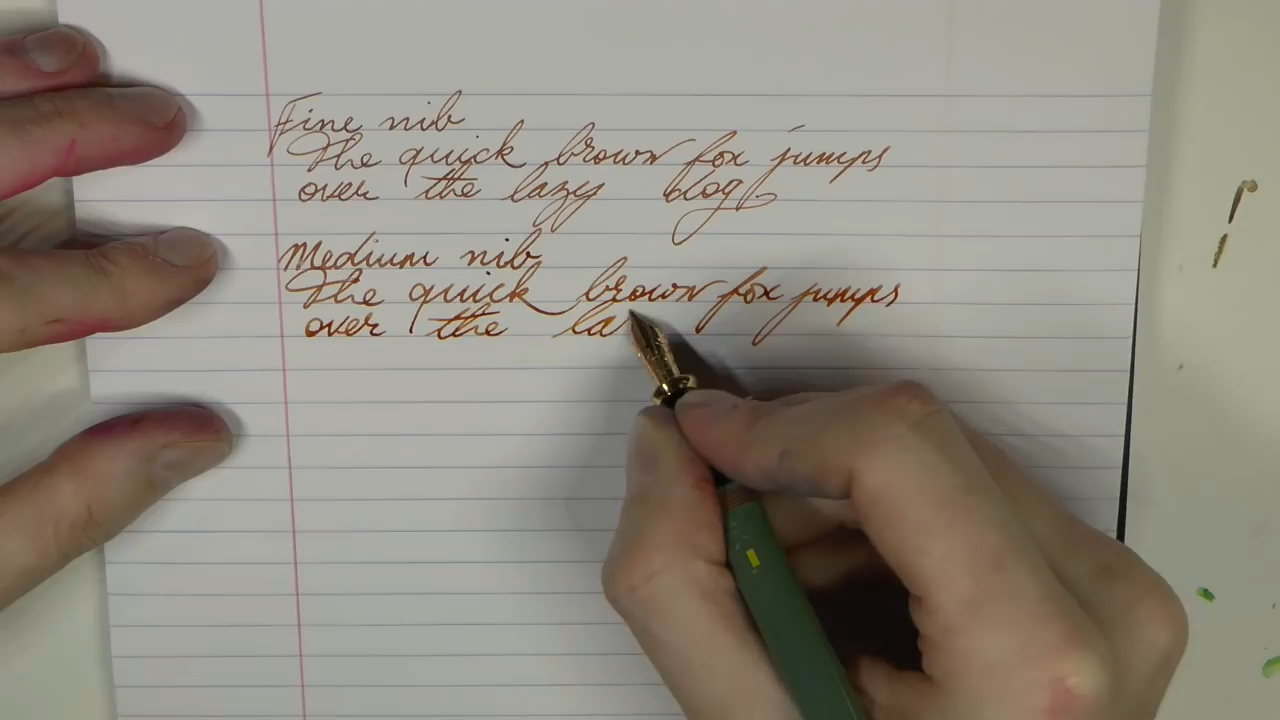 Fine nib
The quick brown fox jumps
over the lazy dog
Medium nib
The quick brown fox jumps
over the la